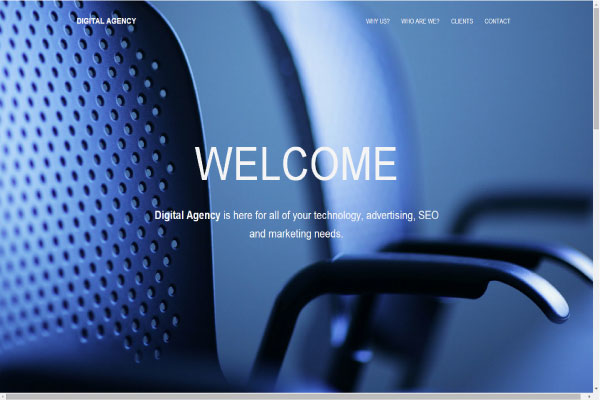 DIGITAL AGENCY
WHY US? WHO ARE WE? CLIENTS CONTACT
WELCOME
Digital Agency is here for all of your technology, advertising, SEO
and marketing needs.